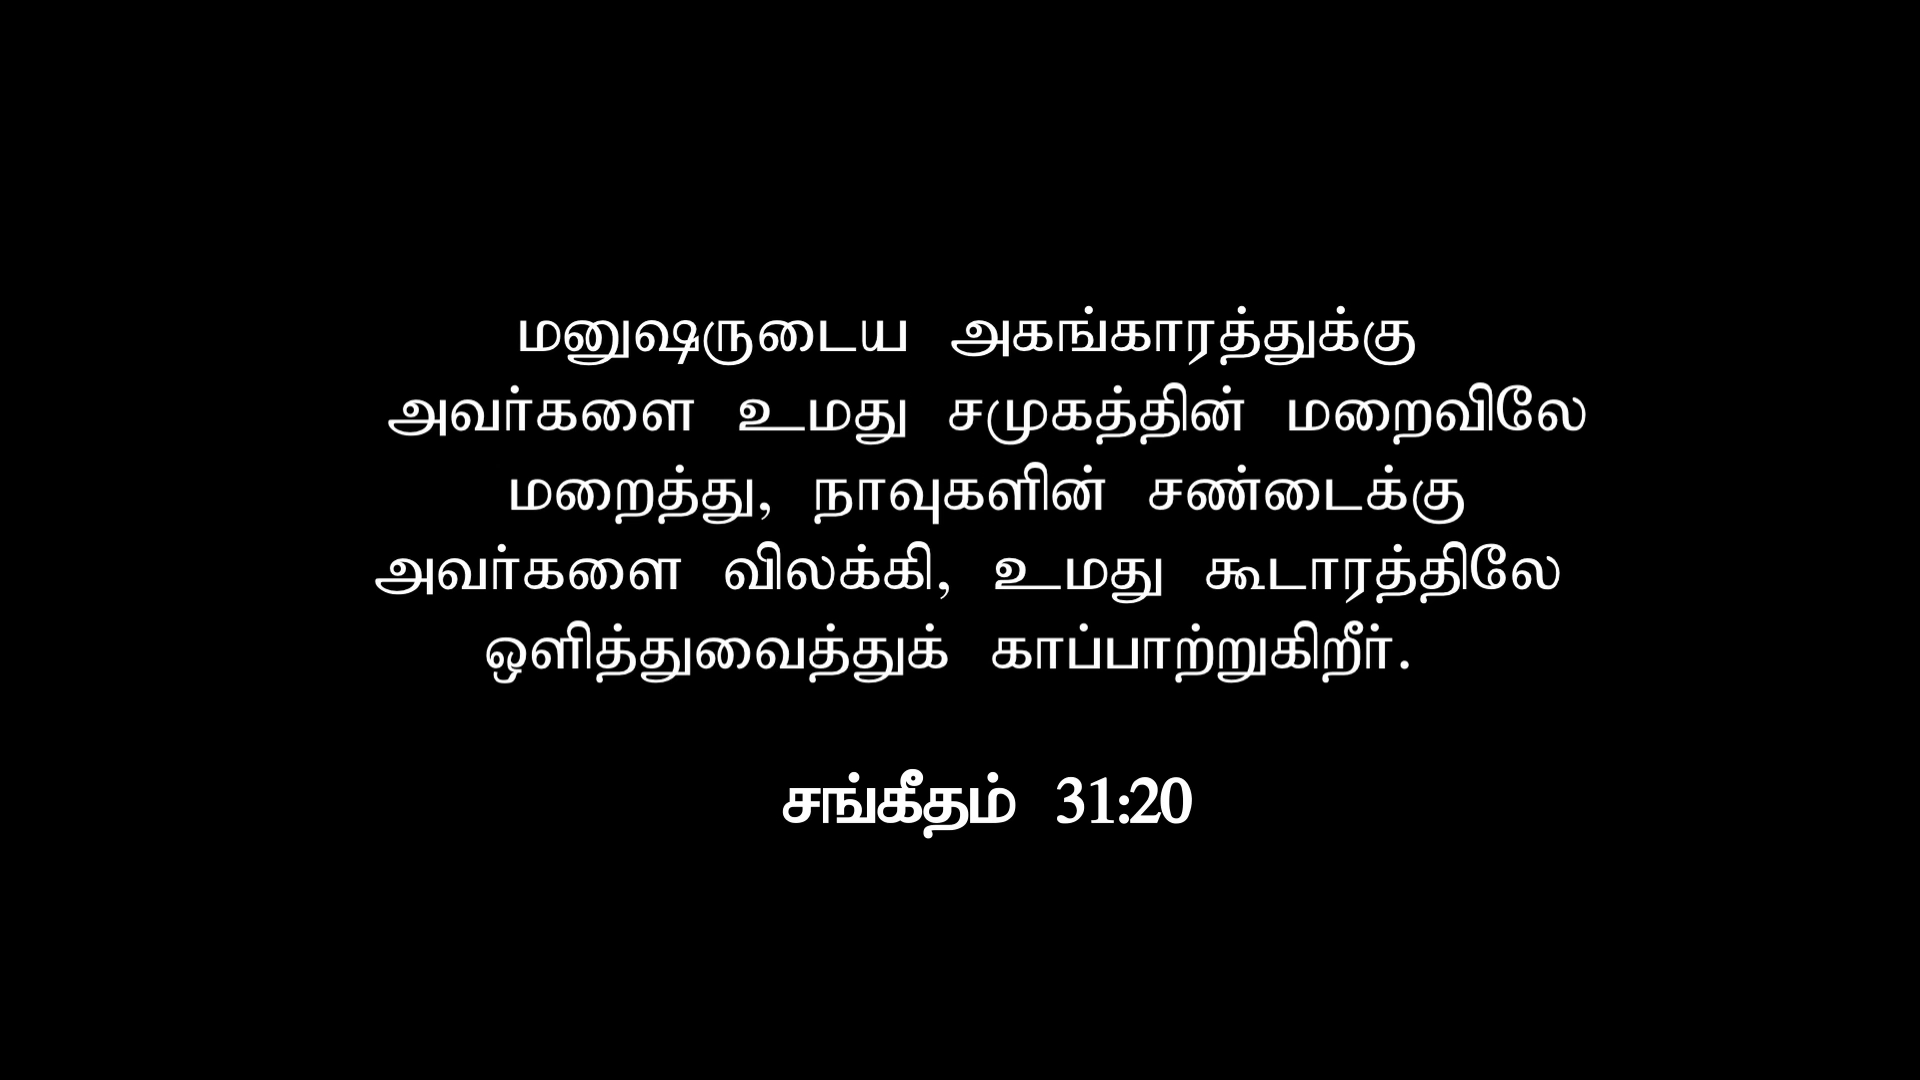 மனுஷருடைய அகங்காரத்துக்கு
அவர்களை உமது சமுகத்தின் மறைவிலே
மறைத்து, நாவுகளின் சண்டைக்கு
அவர்களை விலக்கி, உமது கூடாரத்திலே
ஒளித்துவைத்துக் காப்பாற்றுகிறீர்.
சங்கீதம் 31:20